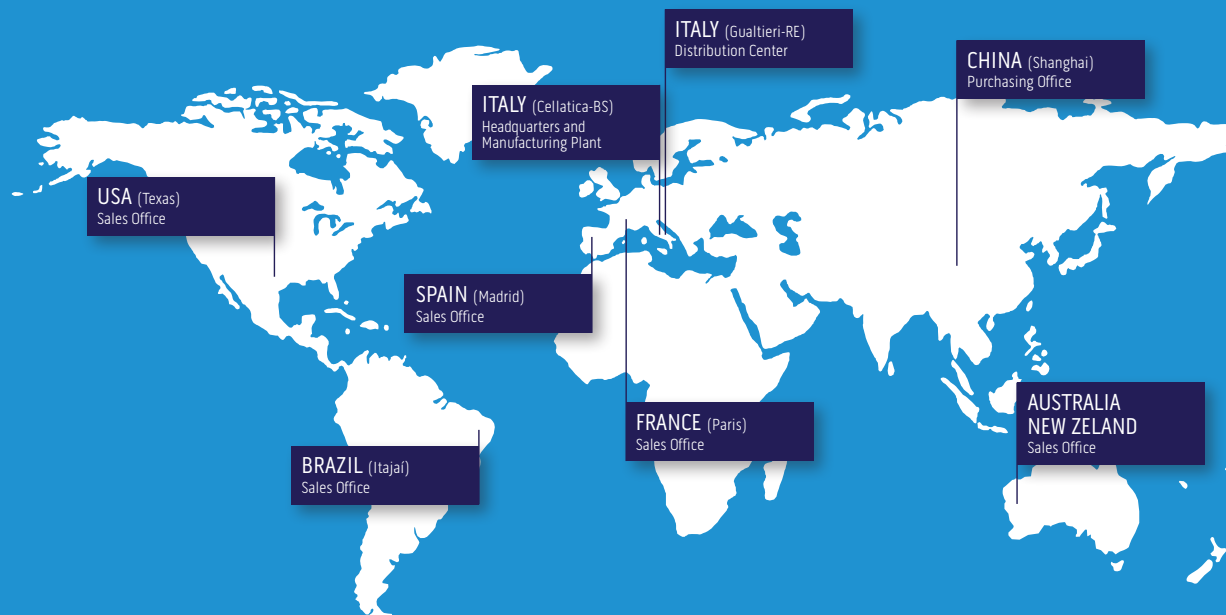 ITALY (Gualtieri-RE)
Distribution Center
CHINA (Shanghai)
Purchasing Office
ITALY (Cellatica-BS)
Headquarters and
Manufacturing Plant
USA (Texas)
Sales Office
SPAIN (Madrid)
Sales Office
FRANCE (Paris)
Sales Office
AUSTRALIA
NEW ZELAND
Sales Office
BRAZIL (Itajaí)
Sales Office